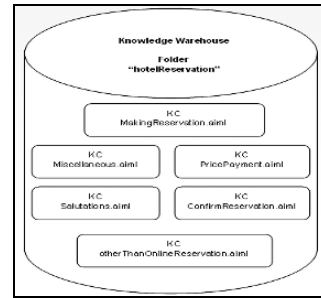 Knowledge Warehouse
Folder
"hotelReservation"
KC
MakingReservation.aiml
KC
Miscellaneous.aiml
KC
PricePayment.aiml
KC
Salutations.aiml
KC
ConfirmReservation.aiml
KC
otherThanOnlineReservation.aiml